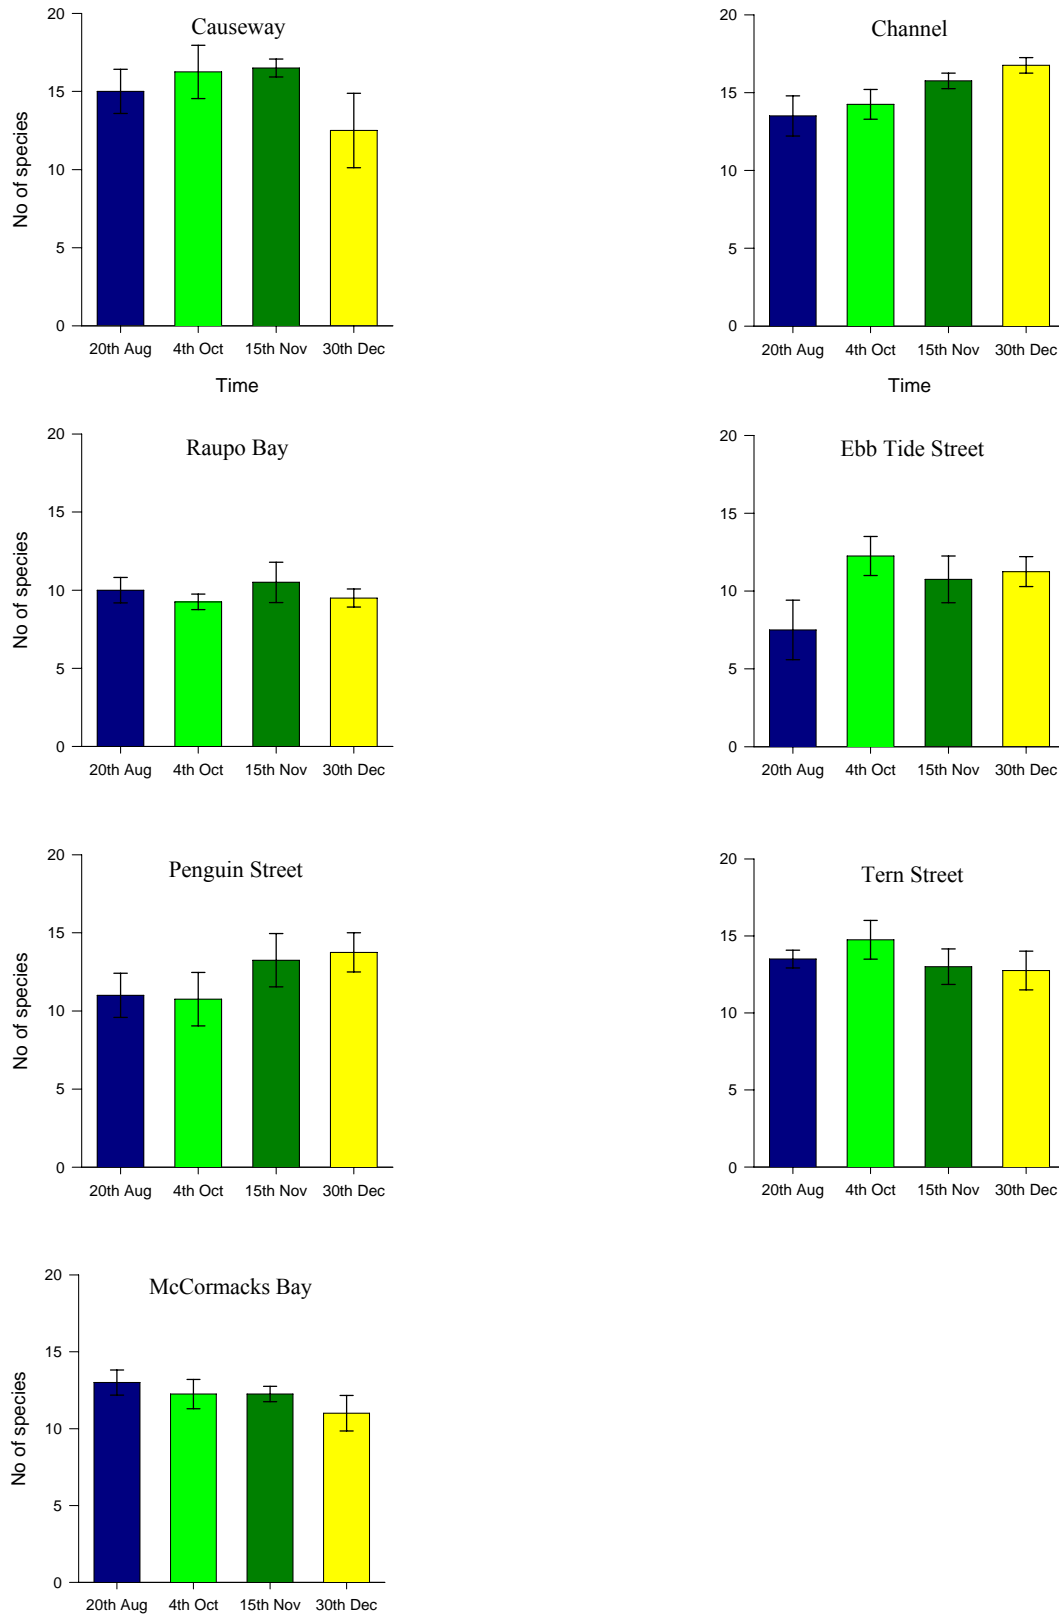 Causeway
No of species
20
15
10
5
0
20th Aug 4th Oct 15th Nov 30th Dec
Time
Channel
20
15
10
5
0
20th Aug 4th Oct 15th Nov 30th Dec
Time
Raupo Bay
No of species
20
15
10
5
0
20th Aug 4th Oct 15th Nov 30th Dec
Ebb Tide Street
20
15
10
5
0
20th Aug 4th Oct 15th Nov 30th Dec
Penguin Street
No of species
20
15
10
5
0
20th Aug 4th Oct 15th Nov 30th Dec
Tern Street
20
15
10
5
0
20th Aug 4th Oct 15th Nov 30th Dec
McCormacks Bay
No of species
20
15
10
5
0
20th Aug 4th Oct 15th Nov 30th Dec